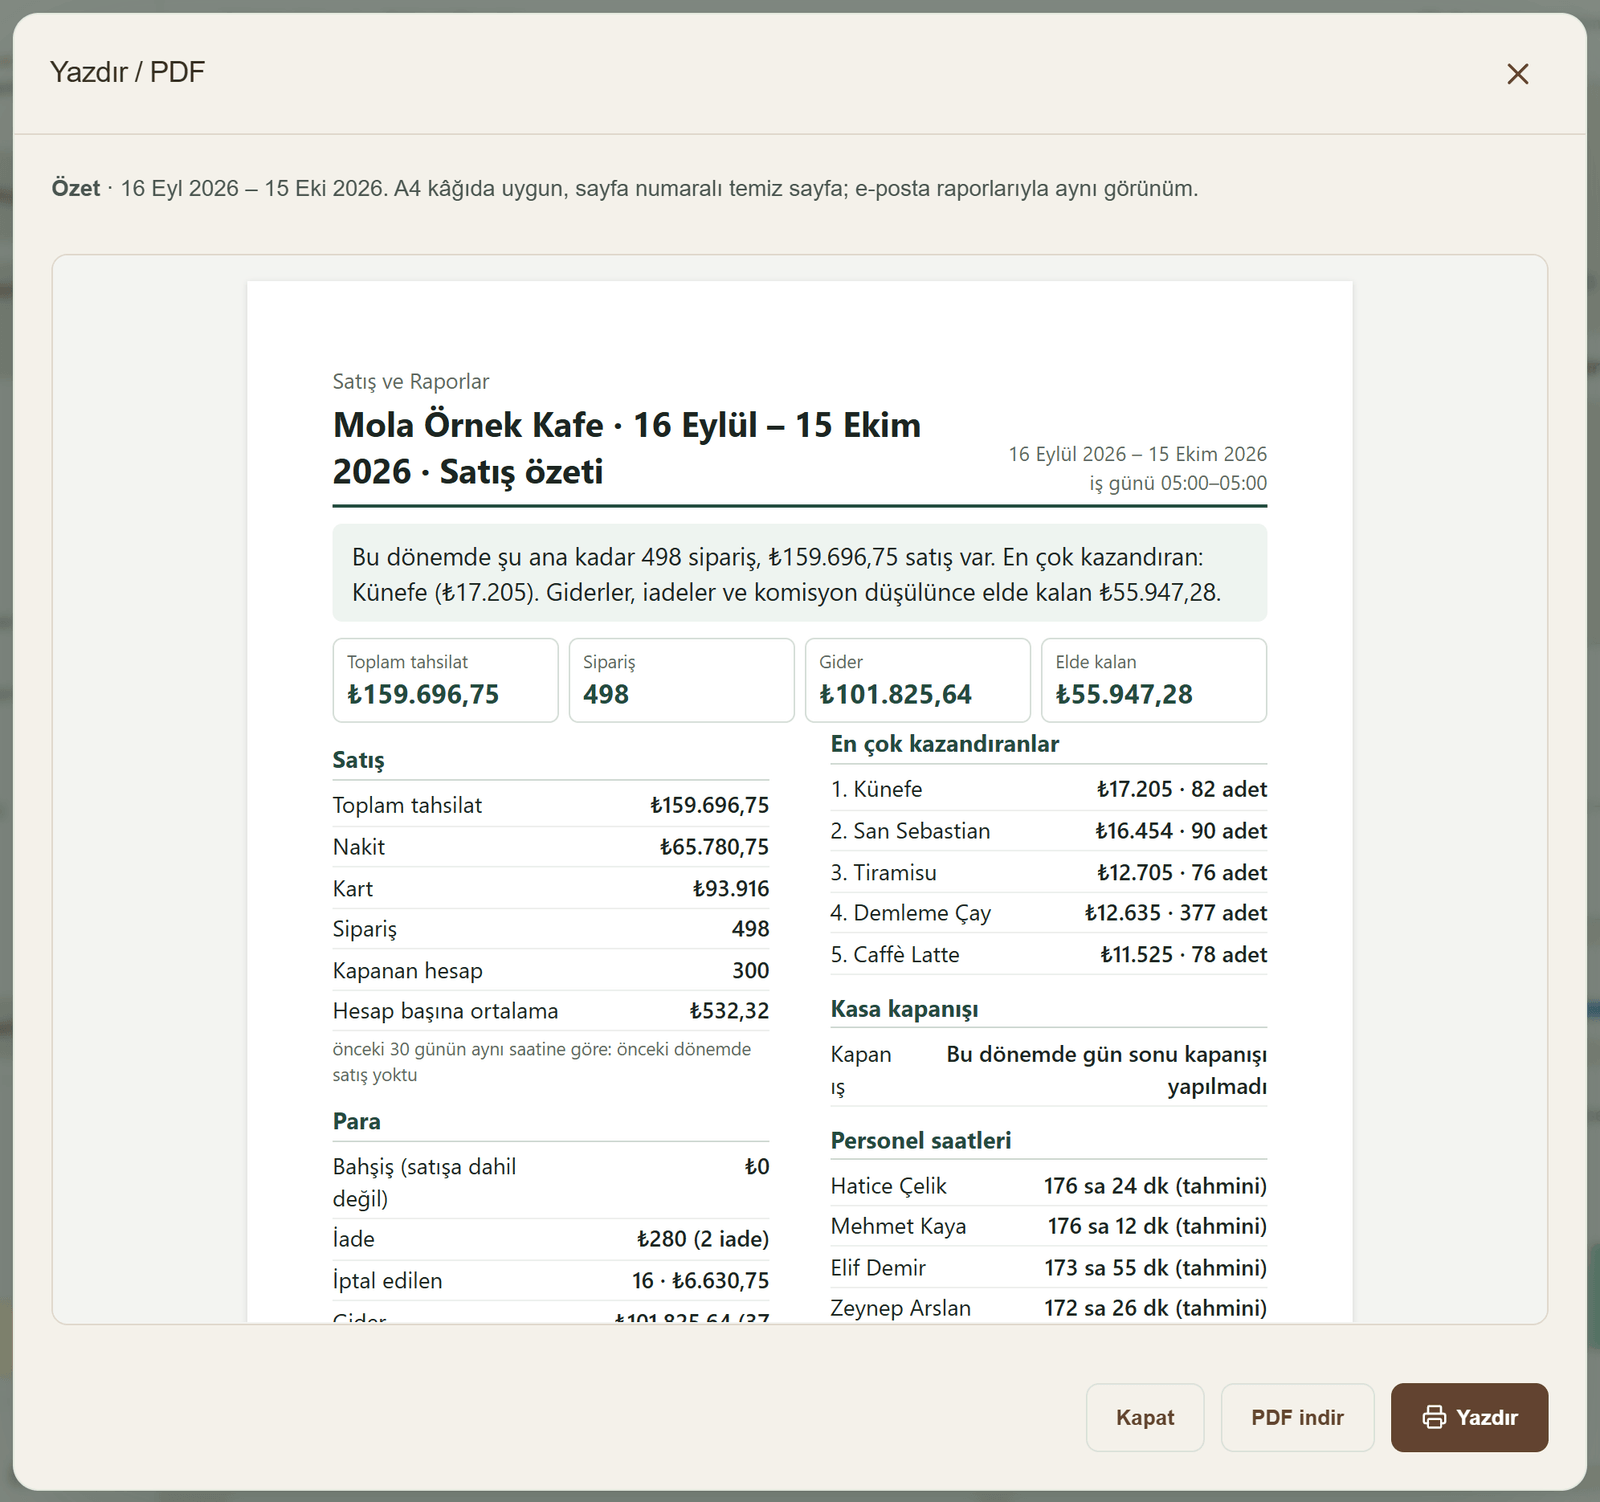 Yazdır / PDF
Özet · 16 Eyl 2026 – 15 Eki 2026. A4 kâğıda uygun, sayfa numaralı temiz sayfa; e-posta raporlarıyla aynı görünüm.
Satış ve Raporlar
Mola Örnek Kafe · 16 Eylül – 15 Ekim
2026 · Satış özeti
16 Eylül 2026 – 15 Ekim 2026
iş günü 05:00–05:00
Bu dönemde şu ana kadar 498 sipariş, ₺159.696,75 satış var. En çok kazandıran:
Künefe (₺17.205). Giderler, iadeler ve komisyon düşülünce elde kalan ₺55.947,28.
Toplam tahsilat
₺159.696,75
Sipariş
498
Gider
₺101.825,64
Elde kalan
₺55.947,28
Satış
Toplam tahsilat ₺159.696,75
Nakit ₺65.780,75
Kart ₺93.916
Sipariş 498
Kapanan hesap 300
Hesap başına ortalama ₺532,32
önceki 30 günün aynı saatine göre: önceki dönemde
satış yoktu
Para
Bahşiş (satışa dahil ₺0
değil)
İade ₺280 (2 iade)
İptal edilen 16 · ₺6.630,75
Gider ₺101.825,64 (37
En çok kazandıranlar
1. Künefe ₺17.205 · 82 adet
2. San Sebastian ₺16.454 · 90 adet
3. Tiramisu ₺12.705 · 76 adet
4. Demleme Çay ₺12.635 · 377 adet
5. Caffè Latte ₺11.525 · 78 adet
Kasa kapanışı
Kapan Bu dönemde gün sonu kapanışı
ış yapılmadı
Personel saatleri
Hatice Çelik 176 sa 24 dk (tahmini)
Mehmet Kaya 176 sa 12 dk (tahmini)
Elif Demir 173 sa 55 dk (tahmini)
Zeynep Arslan 172 sa 26 dk (tahmini)
Kapat
PDF indir
Yazdır